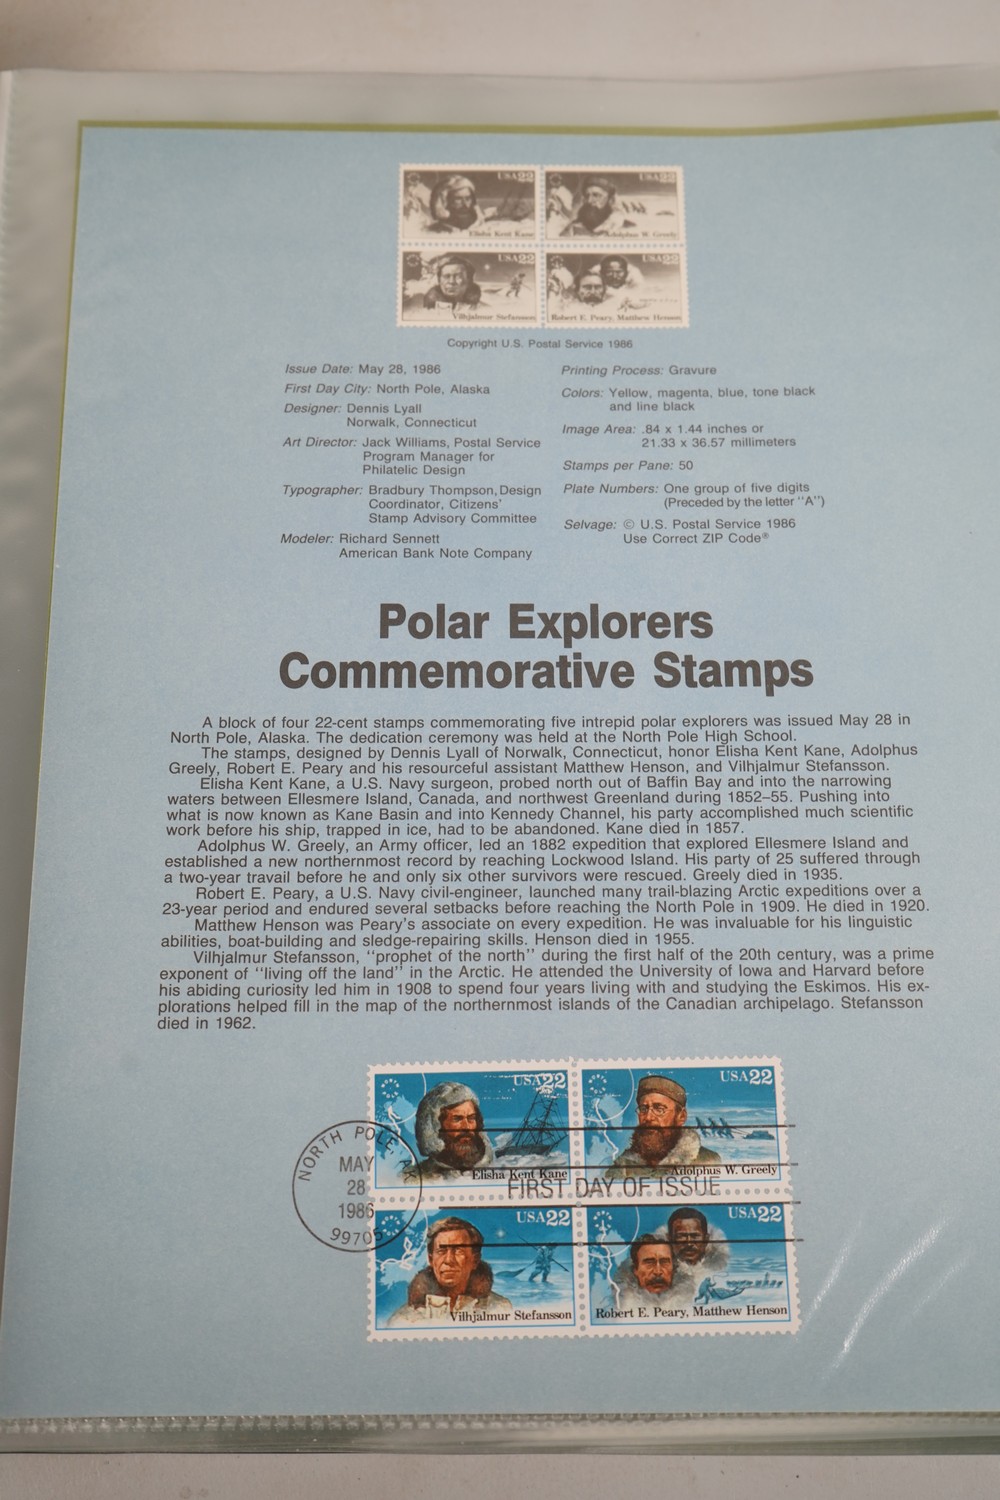 USA22
USA22
Elisha Kent Kane
Adolphus W. Greely
USA22
USA22
Vilhjalmur Stefansson
Robert E. Peary, Matthew Henson
Copyright U.S. Postal Service 1986
Issue Date: May 28, 1986
First Day City: North Pole, Alaska
Designer: Dennis Lyall
Norwalk, Connecticut
Art Director: Jack Williams, Postal Service
Program Manager for
Philatelic Design
Typographer: Bradbury Thompson, Design
Coordinator, Citizens'
Stamp Advisory Committee
Modeler: Richard Sennett
American Bank Note Company
Printing Process: Gravure
Colors: Yellow, magenta, blue, tone black
and line black
Image Area: .84 x 1.44 inches or
21.33 x 36.57 millimeters
Stamps per Pane: 50
Plate Numbers: One group of five digits
(Preceded by the letter "A")
Selvage: © U.S. Postal Service 1986
Use Correct ZIP Code®
Polar Explorers
Commemorative Stamps
A block of four 22-cent stamps commemorating five intrepid polar explorers was issued May 28 in
North Pole, Alaska. The dedication ceremony was held at the North Pole High School.
The stamps, designed by Dennis Lyall of Norwalk, Connecticut, honor Elisha Kent Kane, Adolphus
Greely, Robert E. Peary and his resourceful assistant Matthew Henson, and Vilhjalmur Stefansson.
Elisha Kent Kane, a U.S. Navy surgeon, probed north out of Baffin Bay and into the narrowing
waters between Ellesmere Island, Canada, and northwest Greenland during 1852–55. Pushing into
what is now known as Kane Basin and into Kennedy Channel, his party accomplished much scientific
work before his ship, trapped in ice, had to be abandoned. Kane died in 1857.
Adolphus W. Greely, an Army officer, led an 1882 expedition that explored Ellesmere Island and
established a new northernmost record by reaching Lockwood Island. His party of 25 suffered through
a two-year travail before he and only six other survivors were rescued. Greely died in 1935.
Robert E. Peary, a U.S. Navy civil-engineer, launched many trail-blazing Arctic expeditions over a
23-year period and endured several setbacks before reaching the North Pole in 1909. He died in 1920.
Matthew Henson was Peary's associate on every expedition. He was invaluable for his linguistic
abilities, boat-building and sledge-repairing skills. Henson died in 1955.
Vilhjalmur Stefansson, "prophet of the north" during the first half of the 20th century, was a prime
exponent of "living off the land" in the Arctic. He attended the University of Iowa and Harvard before
his abiding curiosity led him in 1908 to spend four years living with and studying the Eskimos. His ex-
plorations helped fill in the map of the northernmost islands of the Canadian archipelago. Stefansson
died in 1962.
USA22
USA22
Elisha Kent Kane
Adolphus W. Greely
NORTH POLE AK
MAY
28
1986
99705
FIRST DAY OF ISSUE
USA22
USA22
Vilhjalmur Stefansson
Robert E. Peary, Matthew Henson